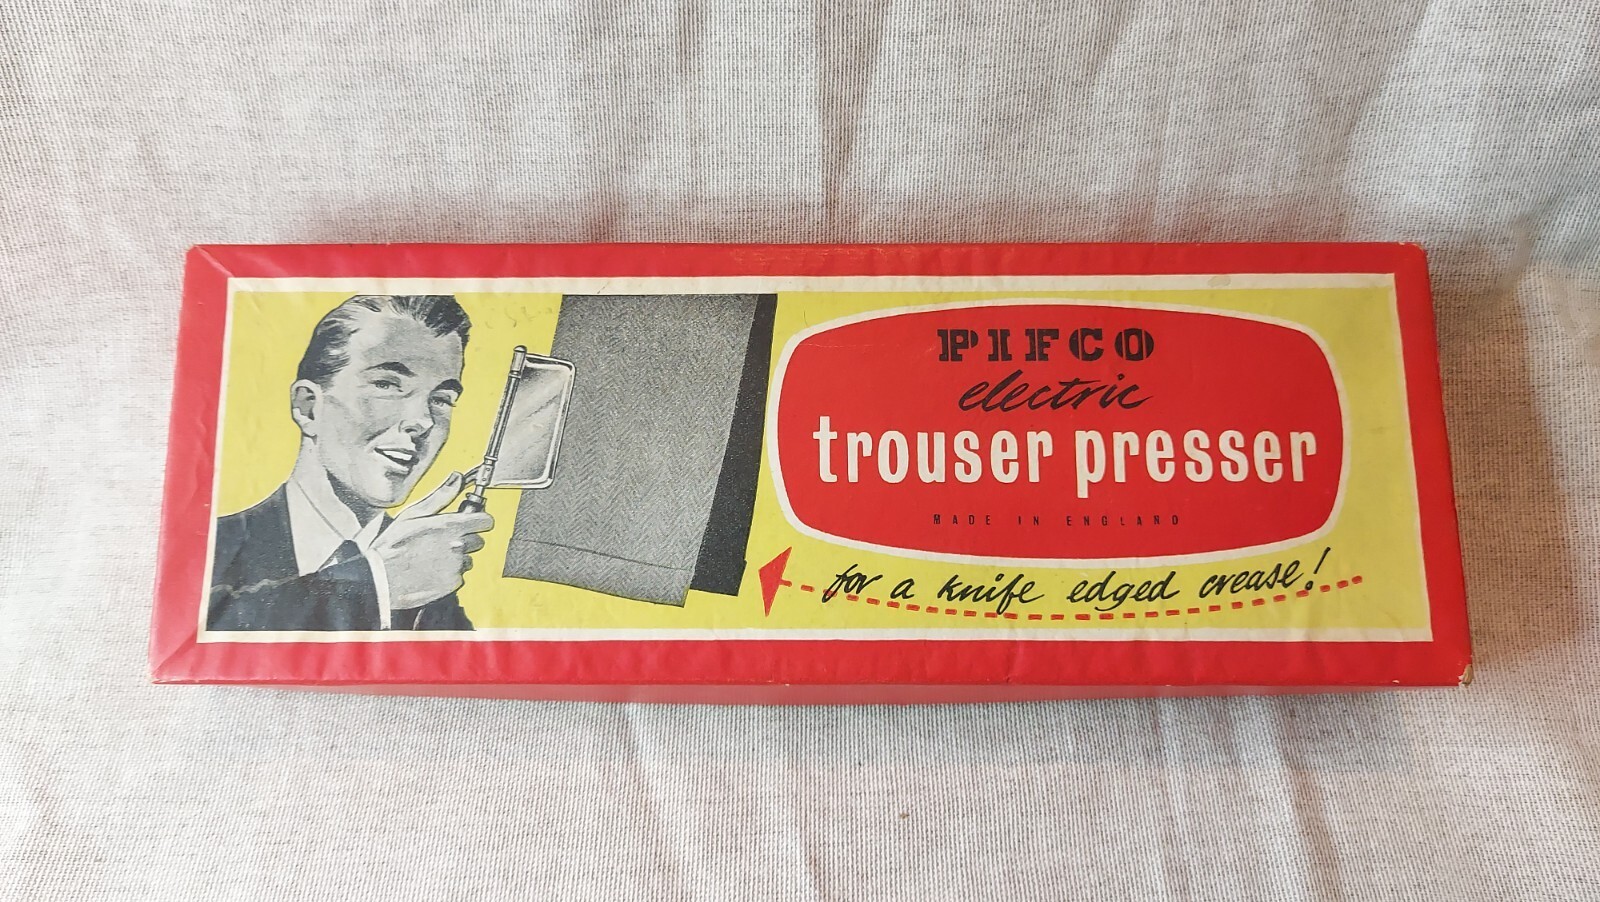 PIFCO
electric
trouser presser
MADE IN ENGLAND
for a knife edged crease!